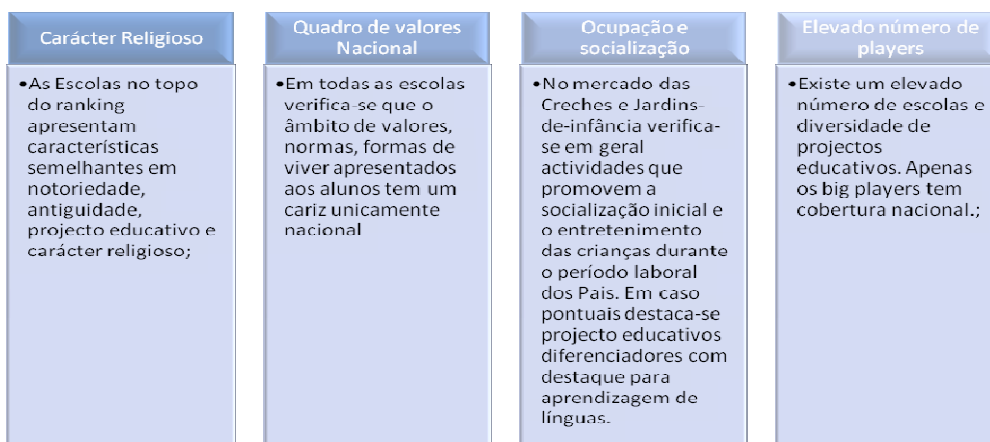 Carácter Religioso
•As Escolas no topo
do ranking
apresentam
características
semelhantes em
notoriedade,
antiguidade,
projecto educativo e
carácter religioso;
Quadro de valores
Nacional
•Em todas as escolas
verifica-se que o
âmbito de valores,
normas, formas de
viver apresentados
aos alunos tem um
cariz unicamente
nacional
Ocupação e
socialização
•No mercado das
Creches e Jardins-
de-infância verifica-
se em geral
actividades que
promovem a
socialização inicial e
o entretenimento
das crianças durante
o período laboral
dos Pais. Em caso
pontuais destaca-se
projecto educativos
diferenciadores com
destaque para
aprendizagem de
línguas.
Elevado número de
players
•Existe um elevado
número de escolas e
diversidade de
projectos
educativos. Apenas
os big players tem
cobertura nacional.;